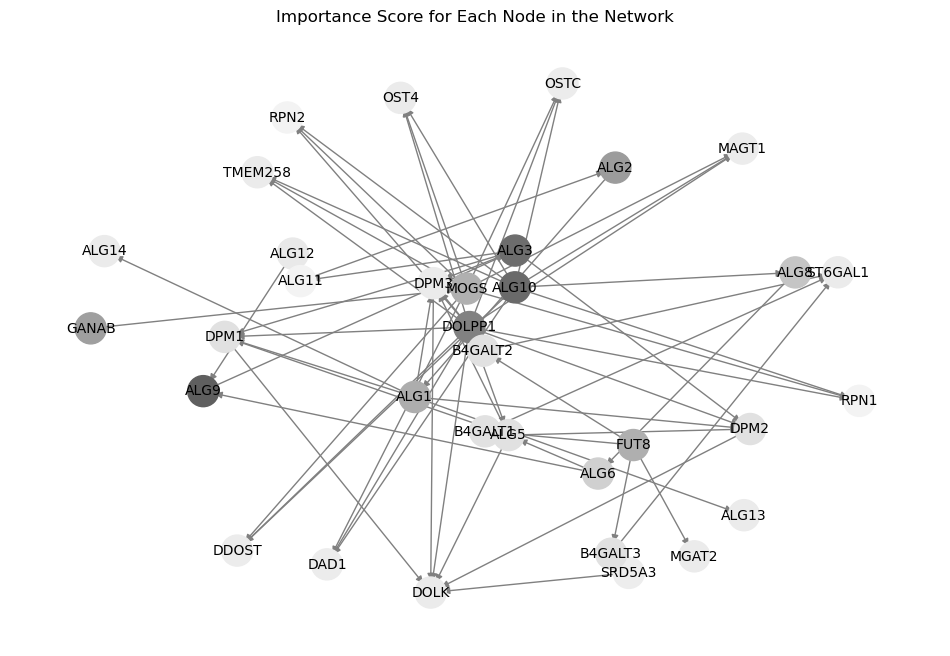 Importance Score for Each Node in the Network
OSTC
OST4
RPN2
MAGT1
ALG2
TMEM258
ALG14
ALG12
ALG3
ALG11
DPM3
MOGS
ALG10
ALG8
ST6GAL1
GANAB
DPM1
DOLPP1
B4GALT2
ALG9
ALG1
RPN1
B4GALT1
ALG5
DPM2
FUT8
ALG6
ALG13
DDOST
DAD1
B4GALT3
MGAT2
SRD5A3
DOLK